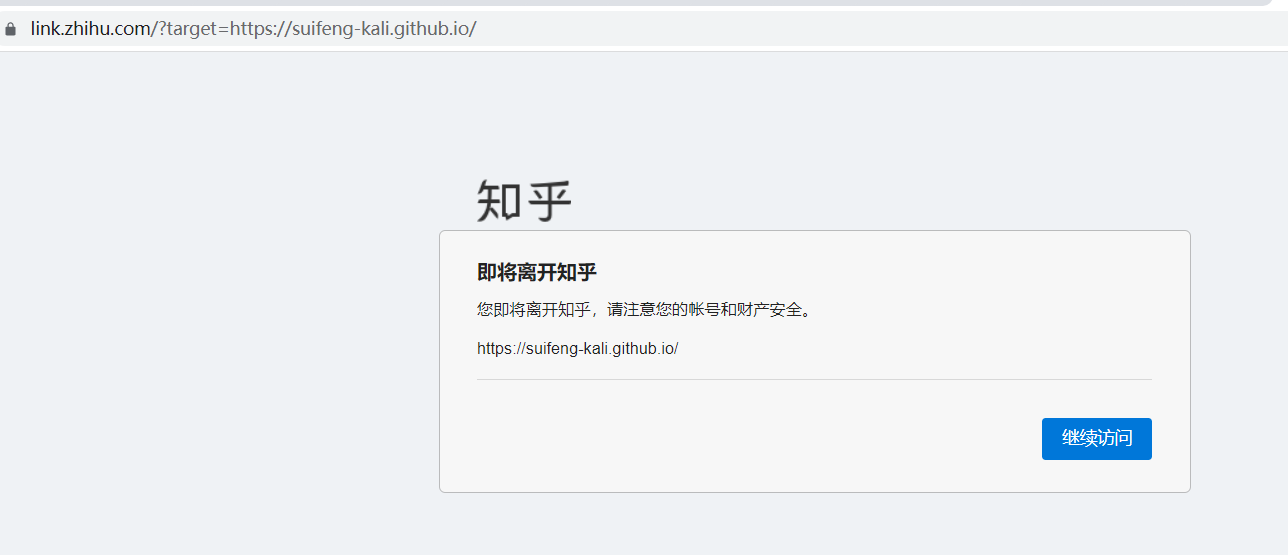 link.zhihu.com/?target=https://suifeng-kali.github.io/
知乎
即将离开知乎
您即将离开知乎，请注意您的帐号和财产安全。
https://suifeng-kali.github.io/
继续访问